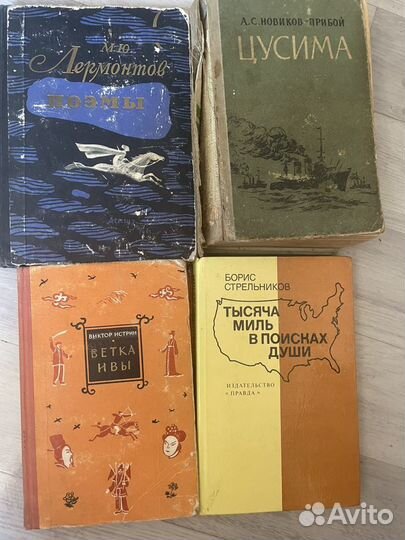 М.Ю.
Лермонтов
поэмы
А.С.НОВИКОВ-ПРИБОЙ
ЦУСИМА
ВИКТОР ИСТРИН
ВЕТКА
ИВЫ
БОРИС
СТРЕЛЬНИКОВ
ТЫСЯЧА
МИЛЬ
В ПОИСКАХ
ДУШИ
ИЗДАТЕЛЬСТВО
«ПРАВДА»
Avito